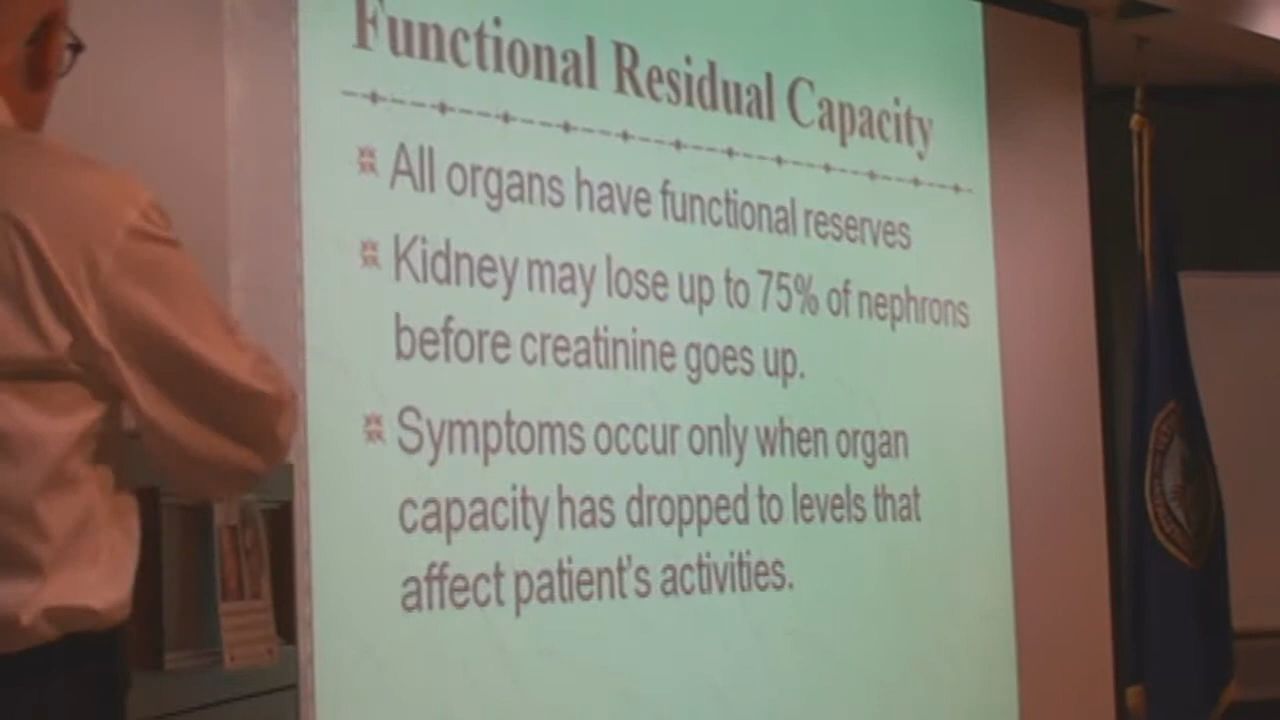 Functional Residual Capacity
All organs have functional reserves
Kidney may lose up to 75% of nephrons
before creatinine goes up.
Symptoms occur only when organ
capacity has dropped to levels that
affect patient's activities.